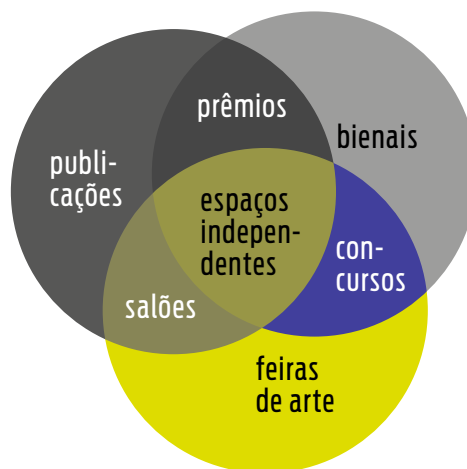 prêmios
bienais
publi-
cações
espaços
indepen-
dentes
con-
cursos
salões
feiras
de arte